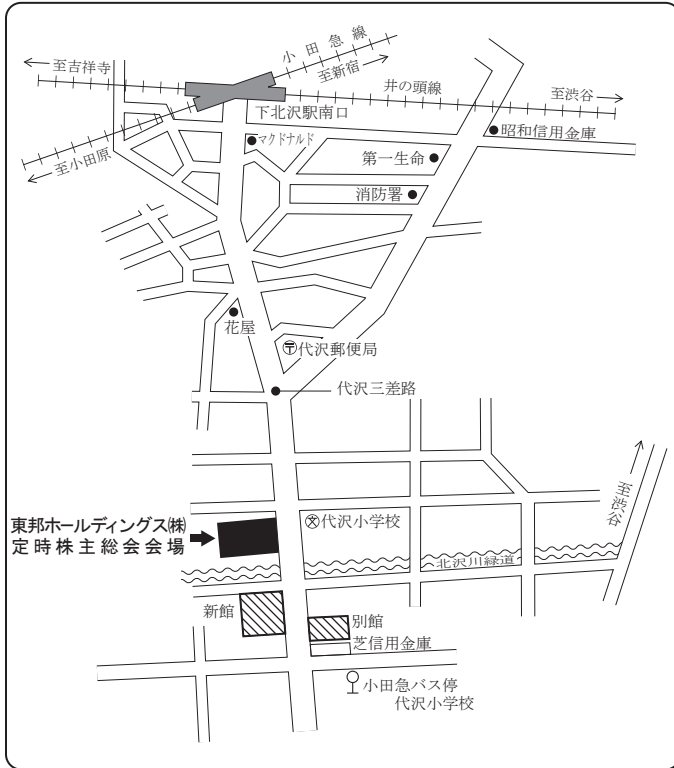 小田急線
至新宿
至吉祥寺
井の頭線
至渋谷
下北沢駅南口
マクドナルド
昭和信用金庫
至小田原
第一生命
消防署
花屋
〒代沢郵便局
代沢三差路
至渋谷
東邦ホールディングス㈱
定時株主総会会場
文代沢小学校
北沢川緑道
新館
別館
芝信用金庫
小田急バス停
代沢小学校